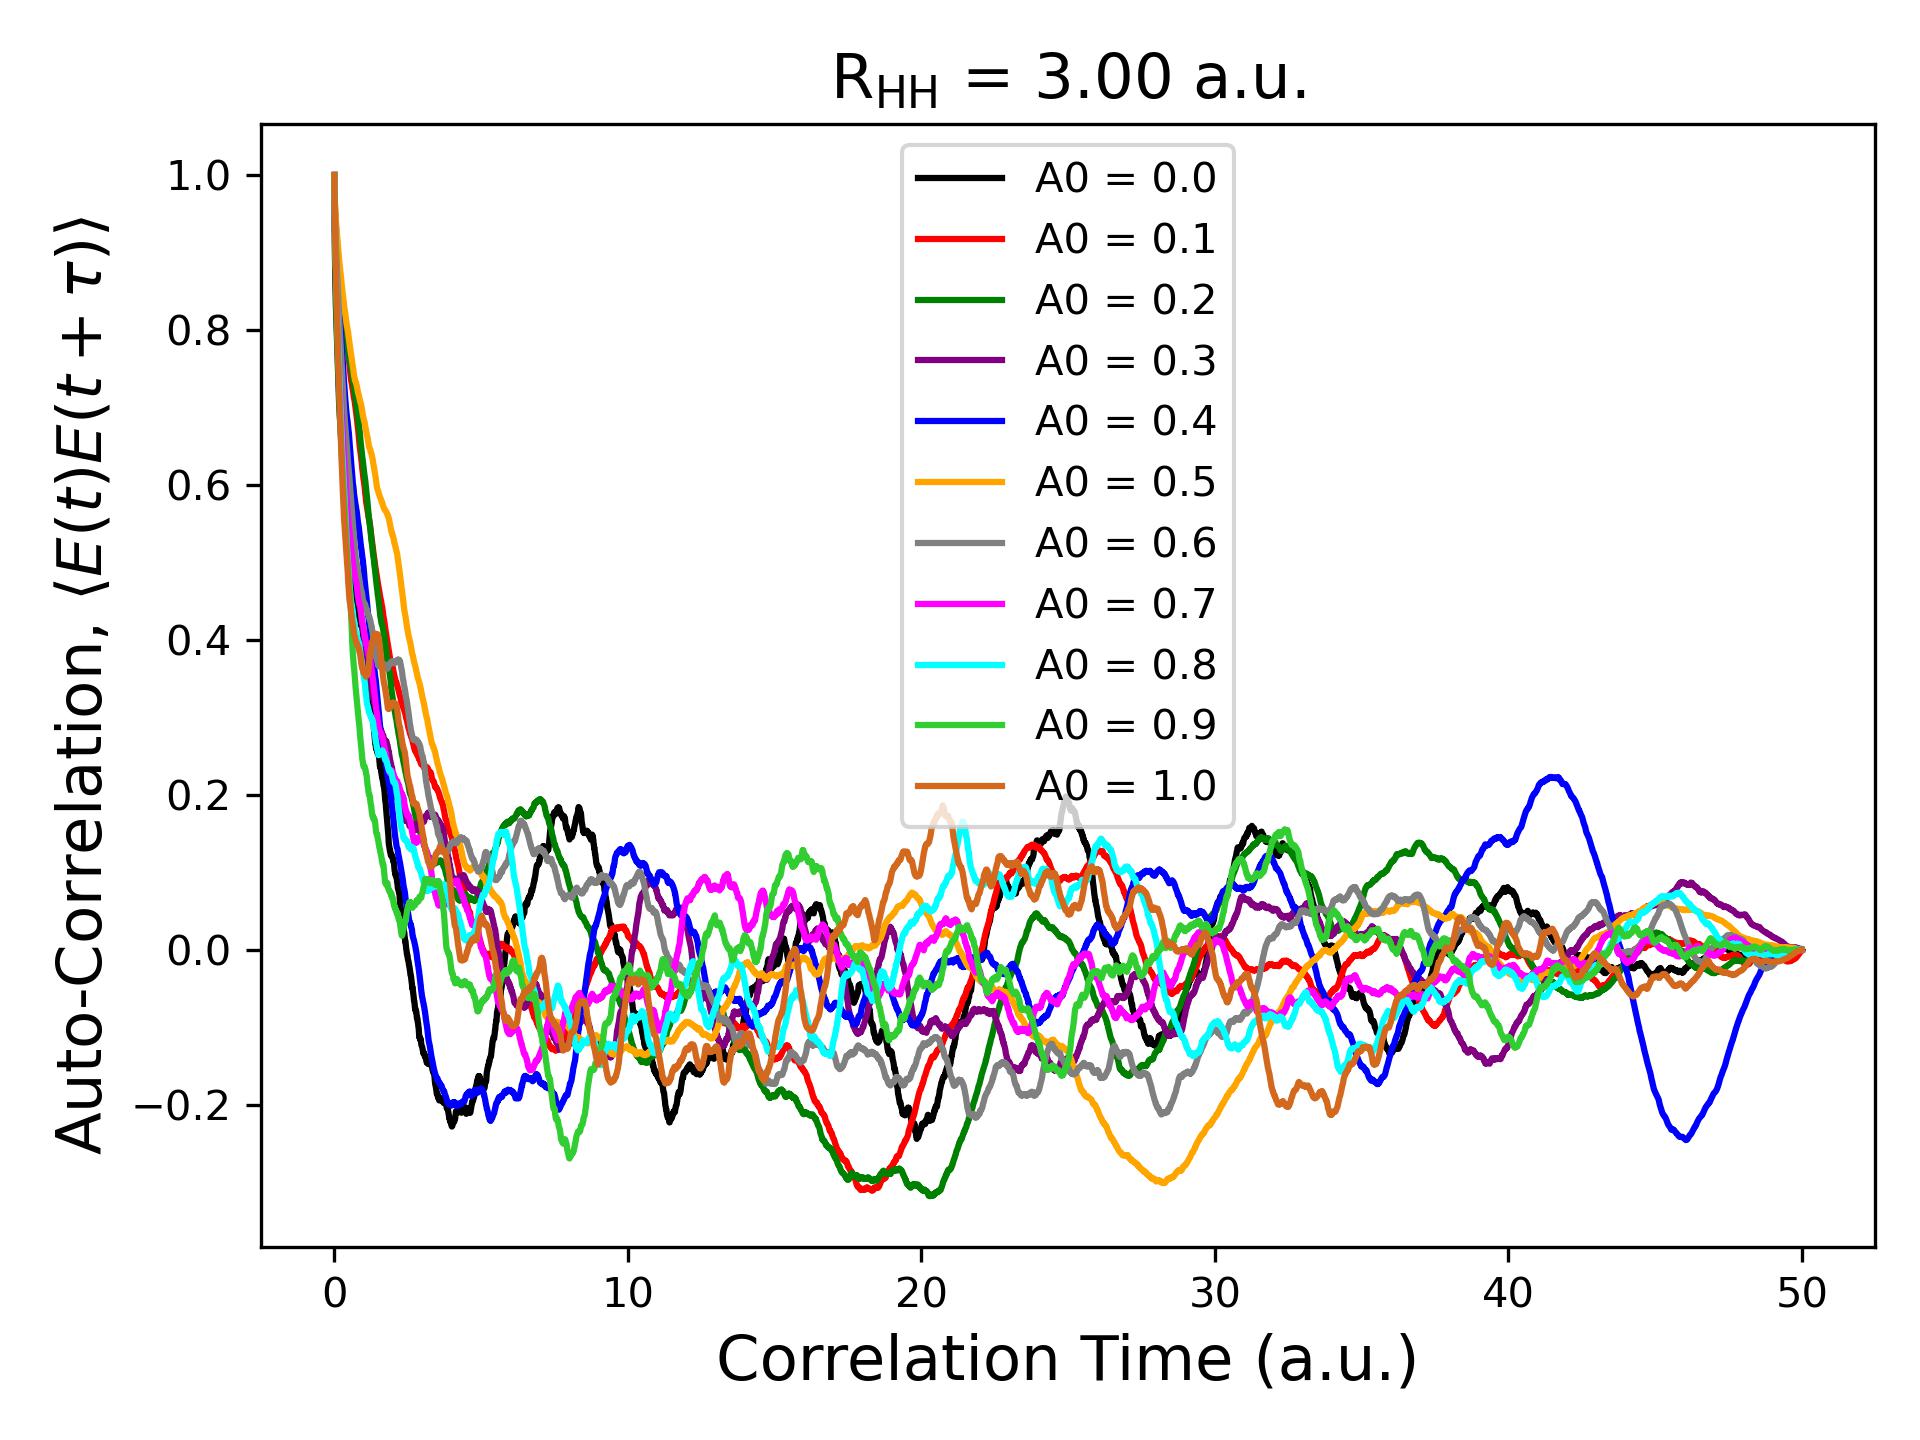 R_HH = 3.00 a.u.
Auto-Correlation, ⟨E(t)E(t + τ)⟩
1.0
0.8
0.6
0.4
0.2
0.0
−0.2
A0 = 0.0
A0 = 0.1
A0 = 0.2
A0 = 0.3
A0 = 0.4
A0 = 0.5
A0 = 0.6
A0 = 0.7
A0 = 0.8
A0 = 0.9
A0 = 1.0
0 10 20 30 40 50
Correlation Time (a.u.)